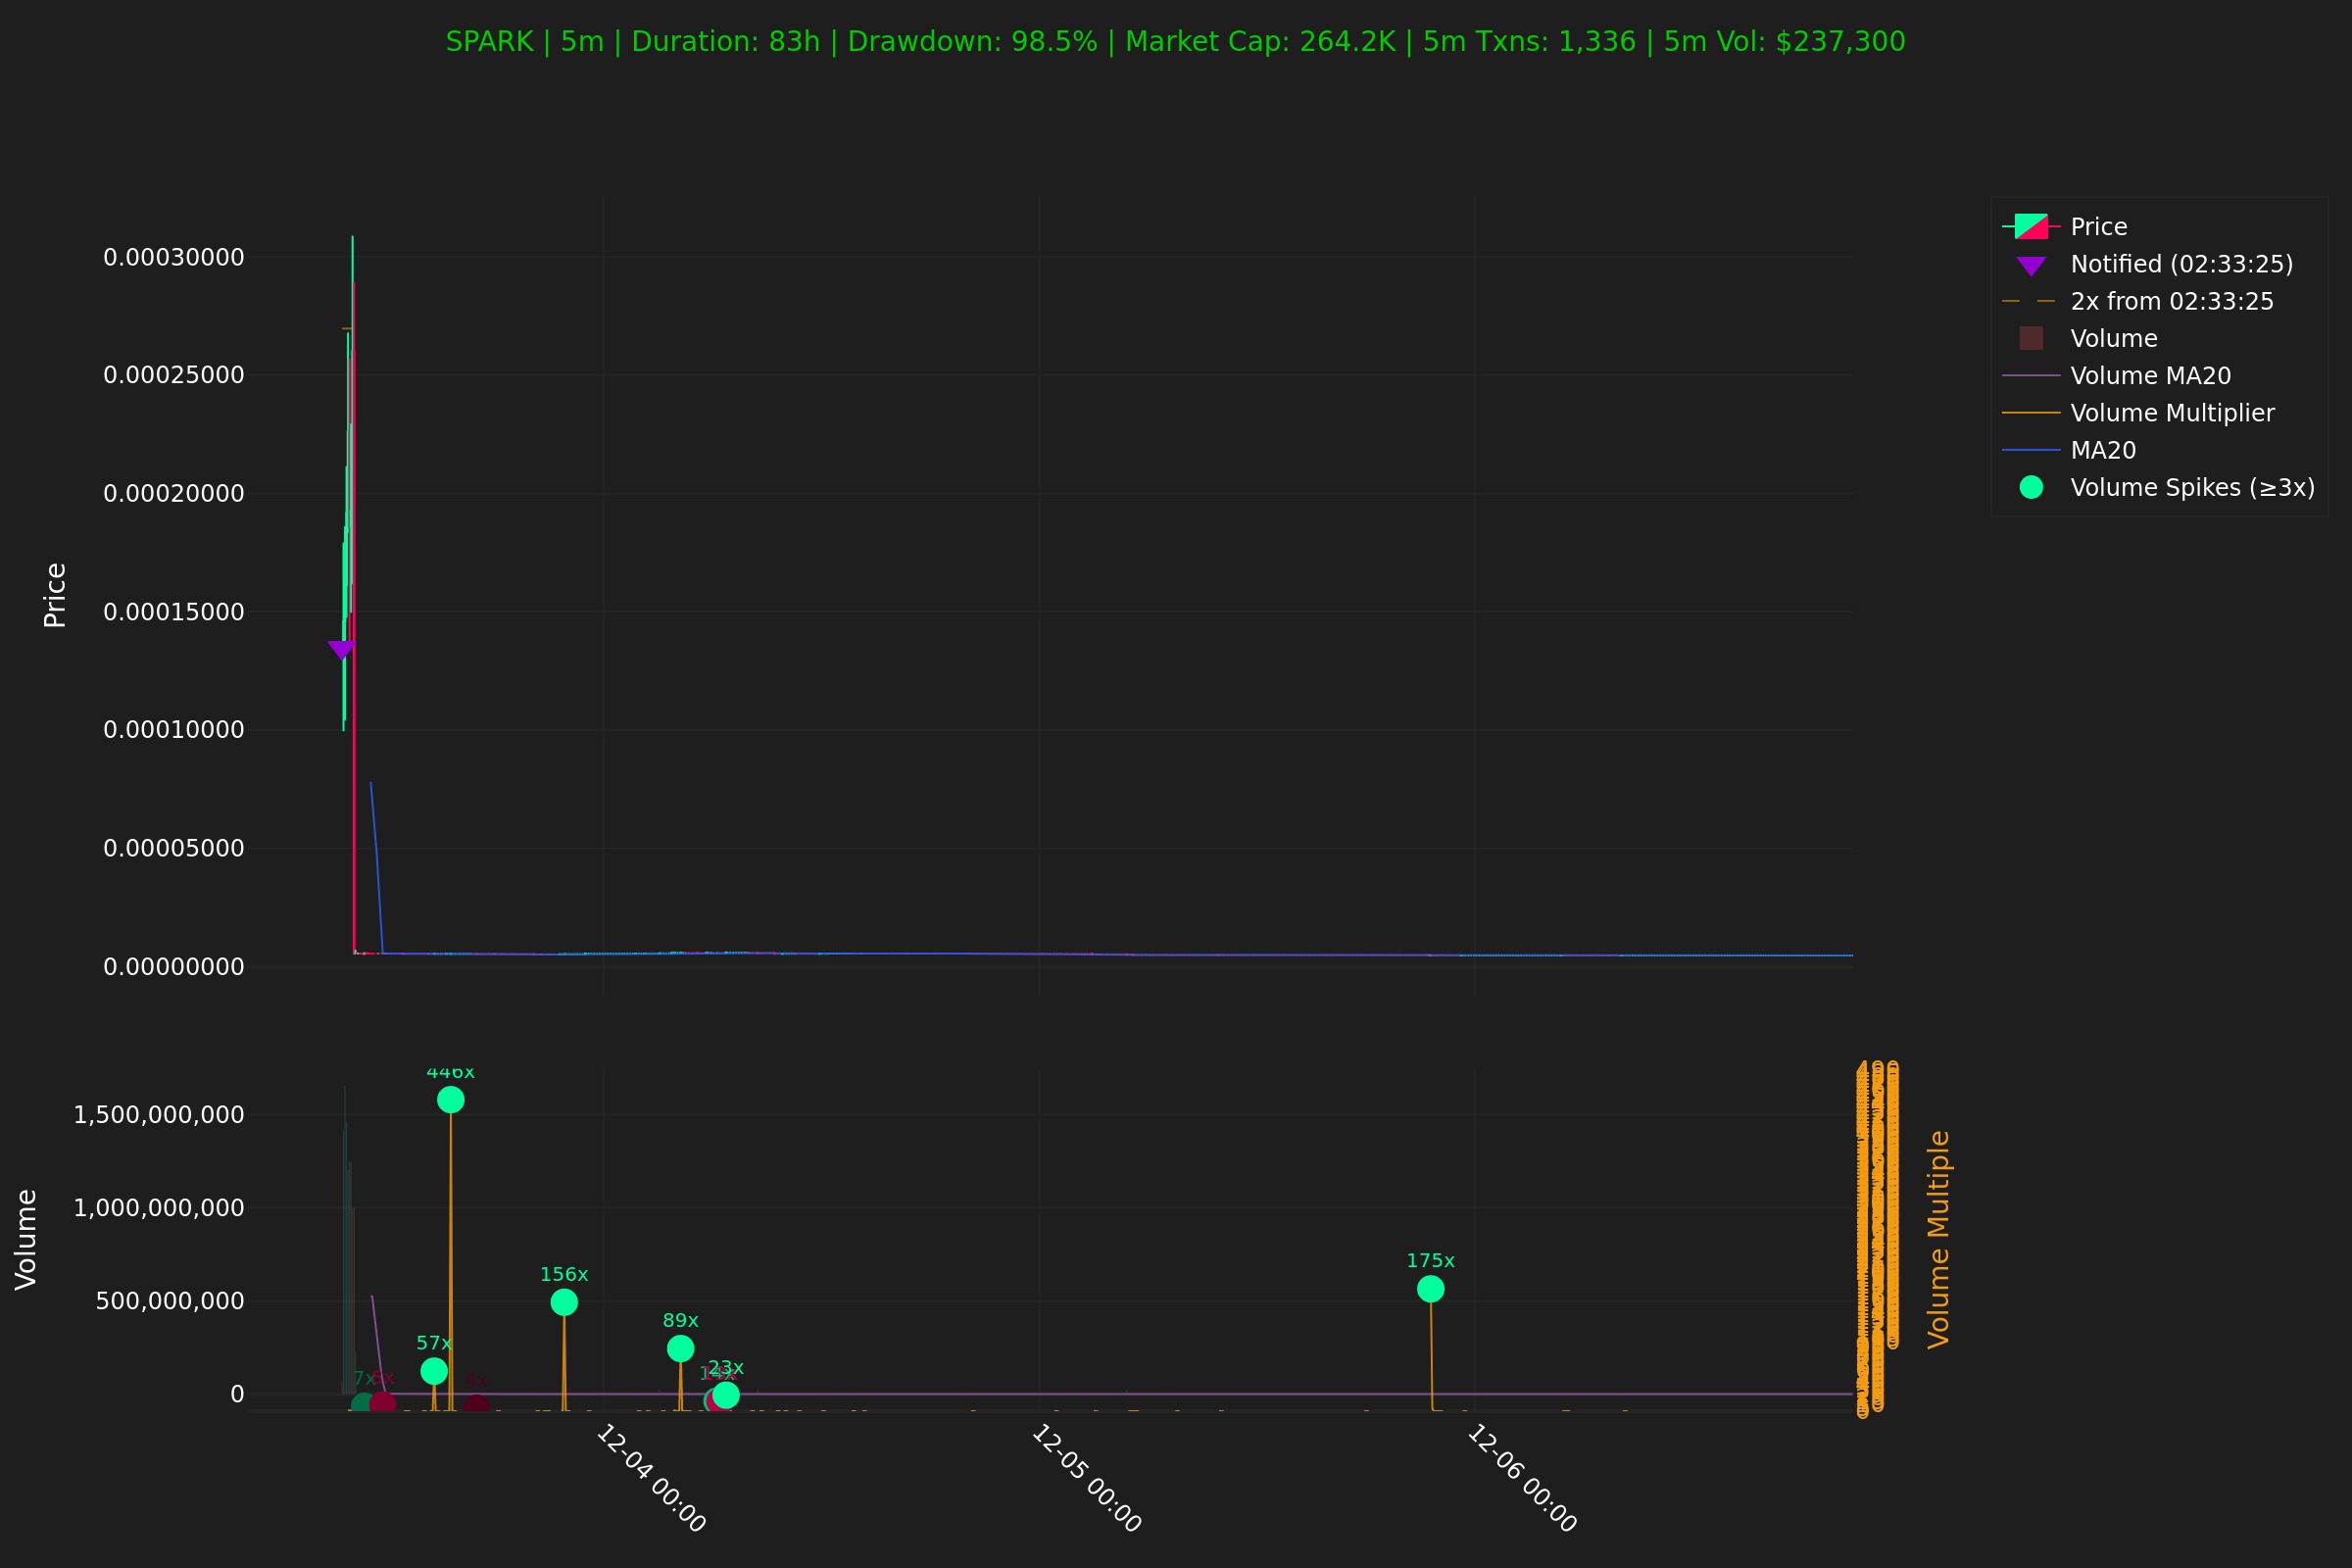 SPARK | 5m | Duration: 83h | Drawdown: 98.5% | Market Cap: 264.2K | 5m Txns: 1,336 | 5m Vol: $237,300
Price
0.00030000
0.00025000
0.00020000
0.00015000
0.00010000
0.00005000
0.00000000
Price
Notified (02:33:25)
2x from 02:33:25
Volume
Volume MA20
Volume Multiplier
MA20
Volume Spikes (≥3x)
Volume
1,500,000,000
1,000,000,000
500,000,000
0
446x
57x
156x
89x
23x
175x
7x
Volume Multiple
12-04 00:00
12-05 00:00
12-06 00:00